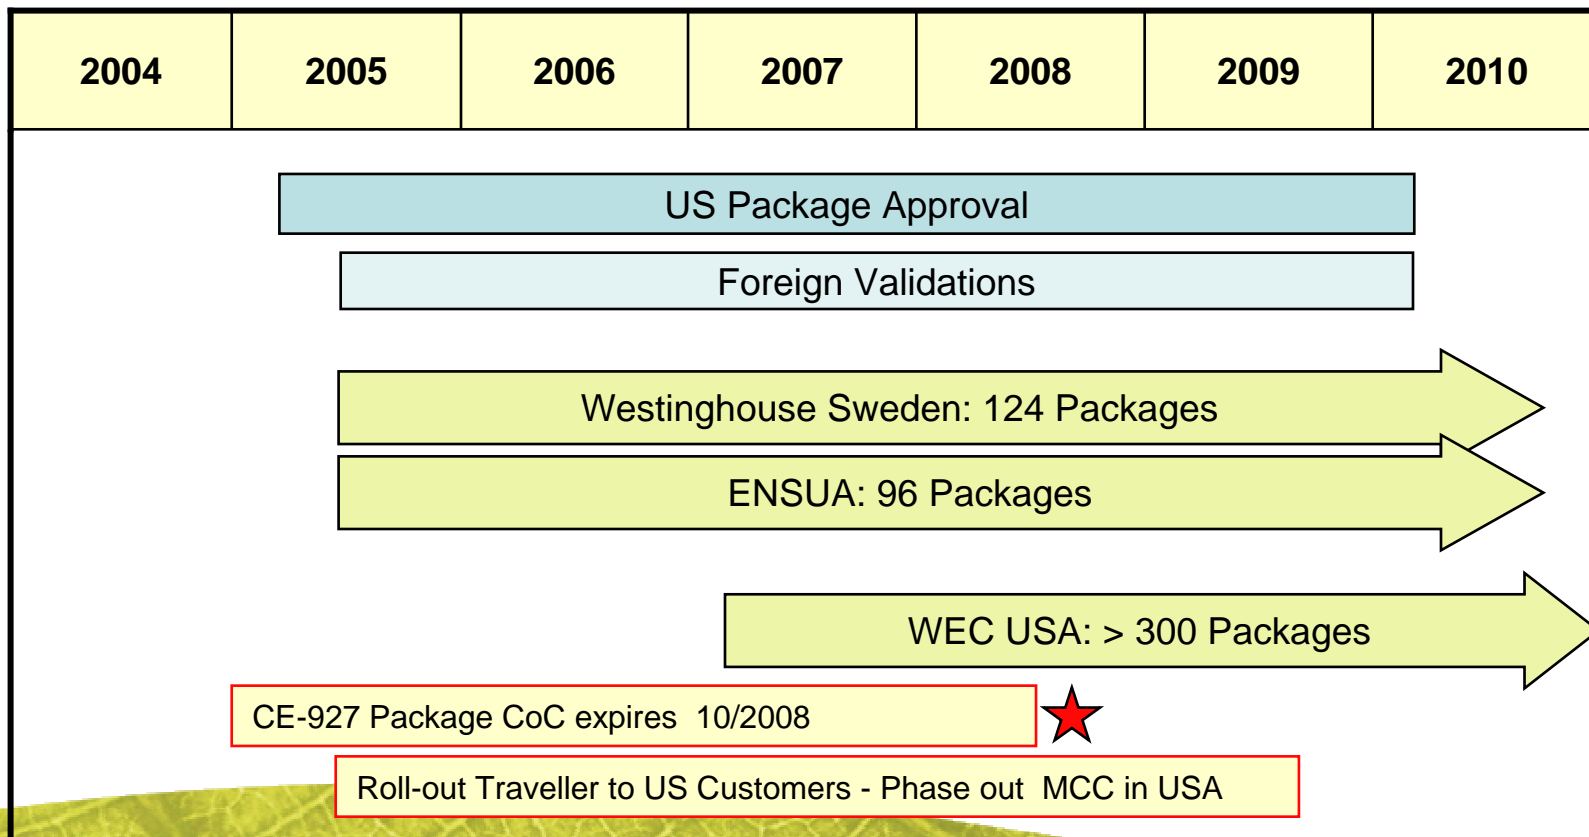 2004 2005 2006 2007 2008 2009 2010
US Package Approval
Foreign Validations
Westinghouse Sweden: 124 Packages
ENSUA: 96 Packages
WEC USA: > 300 Packages
CE-927 Package CoC expires 10/2008
Roll-out Traveller to US Customers - Phase out MCC in USA